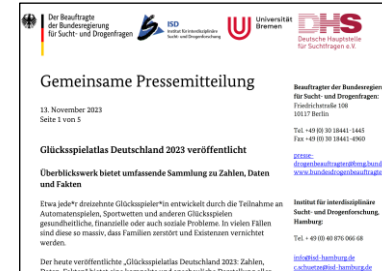 Der Beauftragte
der Bundesregierung
für Sucht- und Drogenfragen
ISD
Institut für interdisziplinäre
Sucht- und Drogenforschung
Universität
Bremen
DHS
Deutsche Hauptstelle
für Suchtfragen e.V.
Gemeinsame Pressemitteilung
13. November 2023
Seite 1 von 5
Glücksspielatlas Deutschland 2023 veröffentlicht
Überblickswerk bietet umfassende Sammlung zu Zahlen, Daten
und Fakten
Etwa jede*r dreizehnte Glücksspieler*in entwickelt durch die Teilnahme an
Automatenspielen, Sportwetten und anderen Glücksspielen
gesundheitliche, finanzielle oder auch soziale Probleme. In vielen Fällen
sind diese so massiv, dass Familien zerstört und Existenzen vernichtet
werden.
Der heute veröffentlichte „Glücksspielatlas Deutschland 2023: Zahlen,
Beauftragter der Bundesregierung
für Sucht- und Drogenfragen:
Friedrichstraße 108
10117 Berlin
Tel. +49 (0) 30 18441-1445
Fax +49 (0) 30 18441-4960
presse-
drogenbeauftragter@bmg.bund
www.bundesdrogenbeauftragte
Institut für interdisziplinäre
Sucht- und Drogenforschung,
Hamburg:
Tel. + 49 (0) 40 876 066 68
info@isd-hamburg.de
c.schuetze@isd-hamburg.de